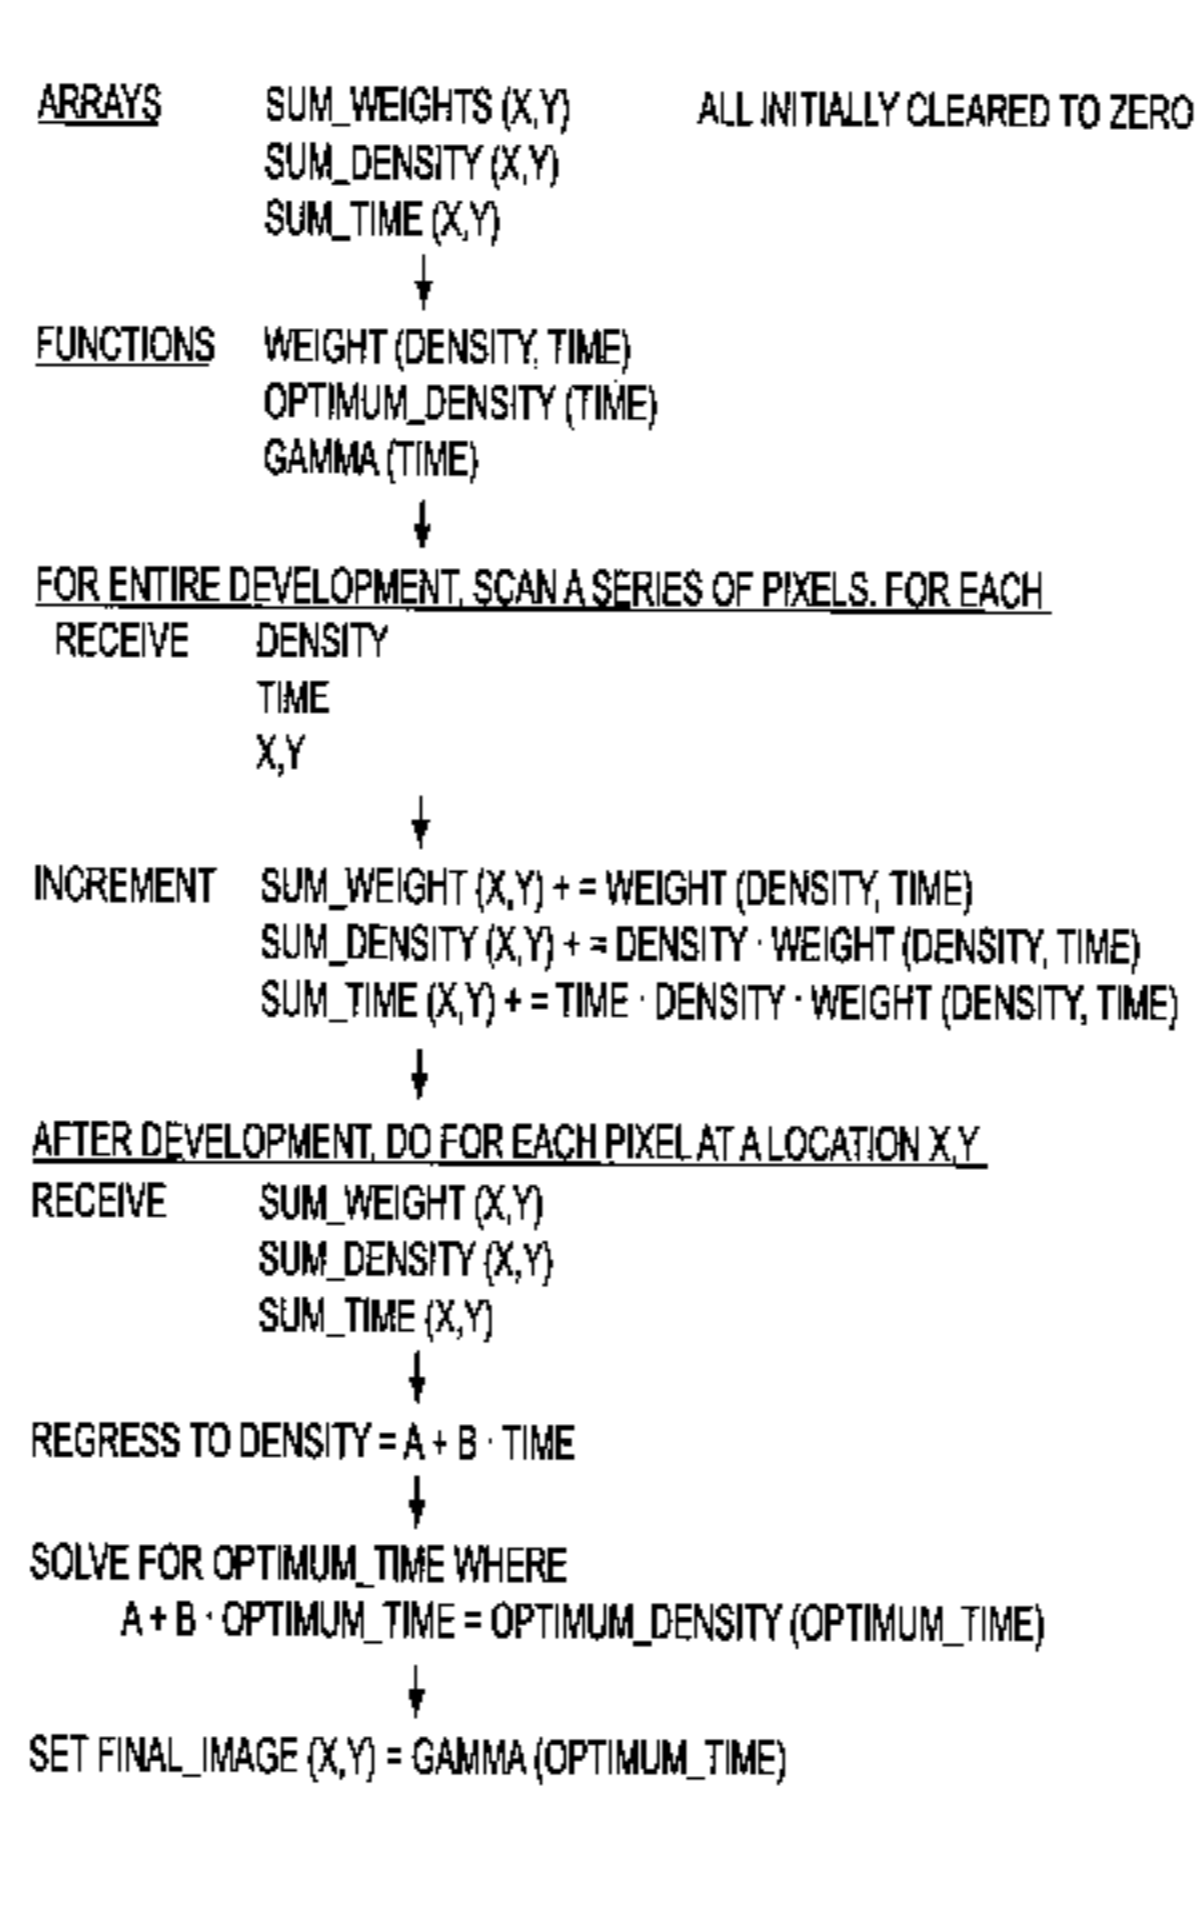 ARRAYS SUM_WEIGHTS (X,Y) ALL INITIALLY CLEARED TO ZERO
SUM_DENSITY (X,Y)
SUM_TIME (X,Y)
FUNCTIONS WEIGHT (DENSITY, TIME)
OPTIMUM_DENSITY (TIME)
GAMMA (TIME)
FOR ENTIRE DEVELOPMENT, SCAN A SERIES OF PIXELS. FOR EACH
RECEIVE DENSITY
TIME
X,Y
INCREMENT SUM_WEIGHT (X,Y) + = WEIGHT (DENSITY, TIME)
SUM_DENSITY (X,Y) + = DENSITY · WEIGHT (DENSITY, TIME)
SUM_TIME (X,Y) + = TIME · DENSITY · WEIGHT (DENSITY, TIME)
AFTER DEVELOPMENT, DO FOR EACH PIXEL AT A LOCATION X,Y
RECEIVE SUM_WEIGHT (X,Y)
SUM_DENSITY (X,Y)
SUM_TIME (X,Y)
REGRESS TO DENSITY = A + B · TIME
SOLVE FOR OPTIMUM_TIME WHERE
A + B · OPTIMUM_TIME = OPTIMUM_DENSITY (OPTIMUM_TIME)
SET FINAL_IMAGE (X,Y) = GAMMA (OPTIMUM_TIME)